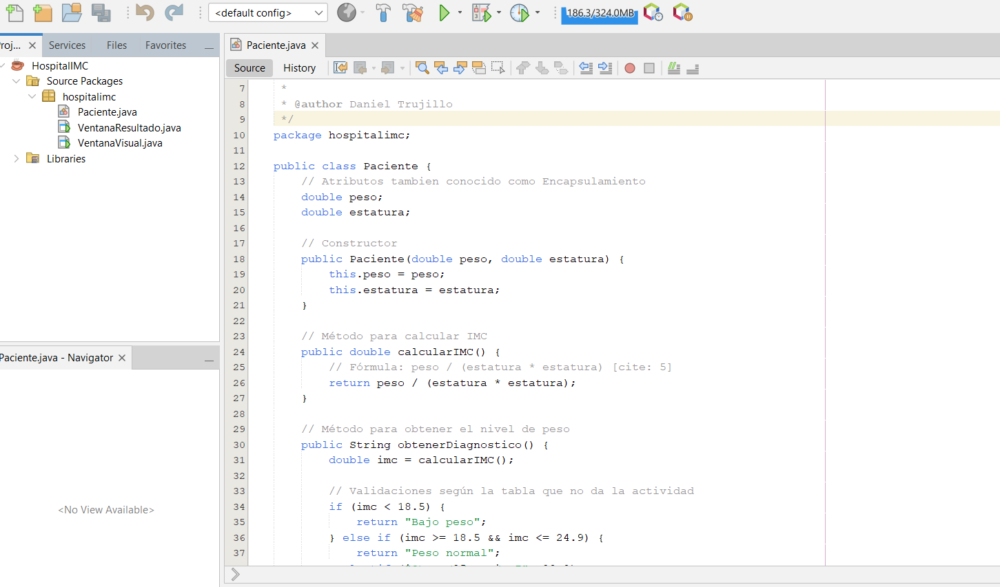 <default config>
186.3/324.0MB
Proj...
Services
Files
Favorites
HospitalIMC
Source Packages
hospitalimc
Paciente.java
VentanaResultado.java
VentanaVisual.java
Libraries
Paciente.java - Navigator
<No View Available>
Paciente.java
Source
History
7 *
8 * @author Daniel Trujillo
9 */
10 package hospitalimc;
11
12 public class Paciente {
13 // Atributos tambien conocido como Encapsulamiento
14 double peso;
15 double estatura;
16
17 // Constructor
18 public Paciente(double peso, double estatura) {
19 this.peso = peso;
20 this.estatura = estatura;
21 }
22
23 // Método para calcular IMC
24 public double calcularIMC() {
25 // Fórmula: peso / (estatura * estatura) [cite: 5]
26 return peso / (estatura * estatura);
27 }
28
29 // Método para obtener el nivel de peso
30 public String obtenerDiagnostico() {
31 double imc = calcularIMC();
32
33 // Validaciones según la tabla que no da la actividad
34 if (imc < 18.5) {
35 return "Bajo peso";
36 } else if (imc >= 18.5 && imc <= 24.9) {
37 return "Peso normal";